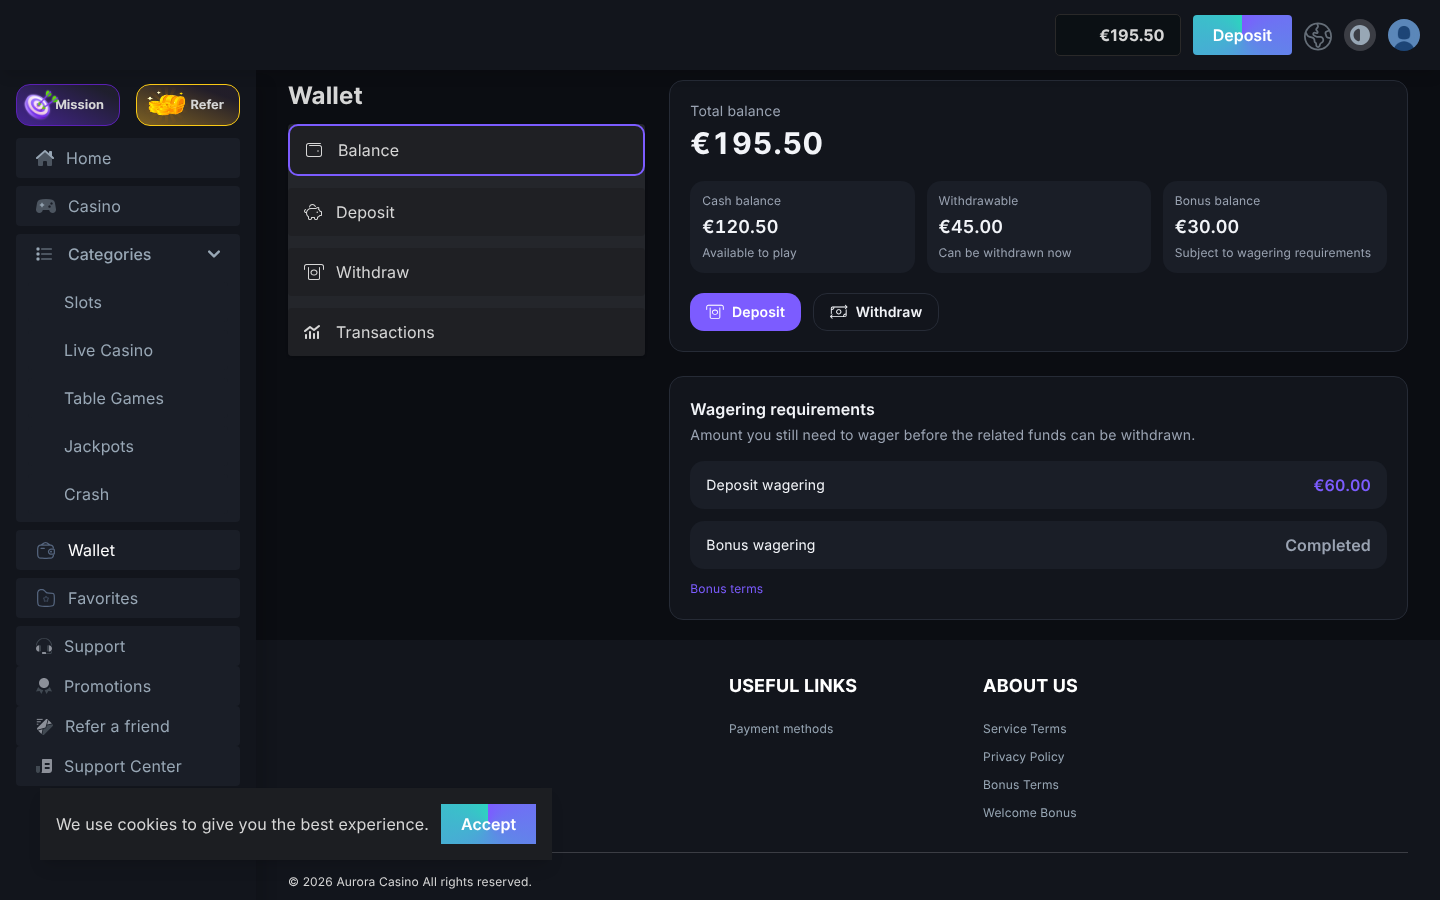 €195.50
Deposit
Mission
Refer
Home
Casino
Categories
Slots
Live Casino
Table Games
Jackpots
Crash
Wallet
Favorites
Support
Promotions
Refer a friend
Support Center
Wallet
Balance
Deposit
Withdraw
Transactions
Total balance
€195.50
Cash balance
€120.50
Available to play
Withdrawable
€45.00
Can be withdrawn now
Bonus balance
€30.00
Subject to wagering requirements
Deposit
Withdraw
Wagering requirements
Amount you still need to wager before the related funds can be withdrawn.
Deposit wagering
€60.00
Bonus wagering
Completed
Bonus terms
USEFUL LINKS
Payment methods
ABOUT US
Service Terms
Privacy Policy
Bonus Terms
Welcome Bonus
We use cookies to give you the best experience.
Accept
© 2026 Aurora Casino All rights reserved.